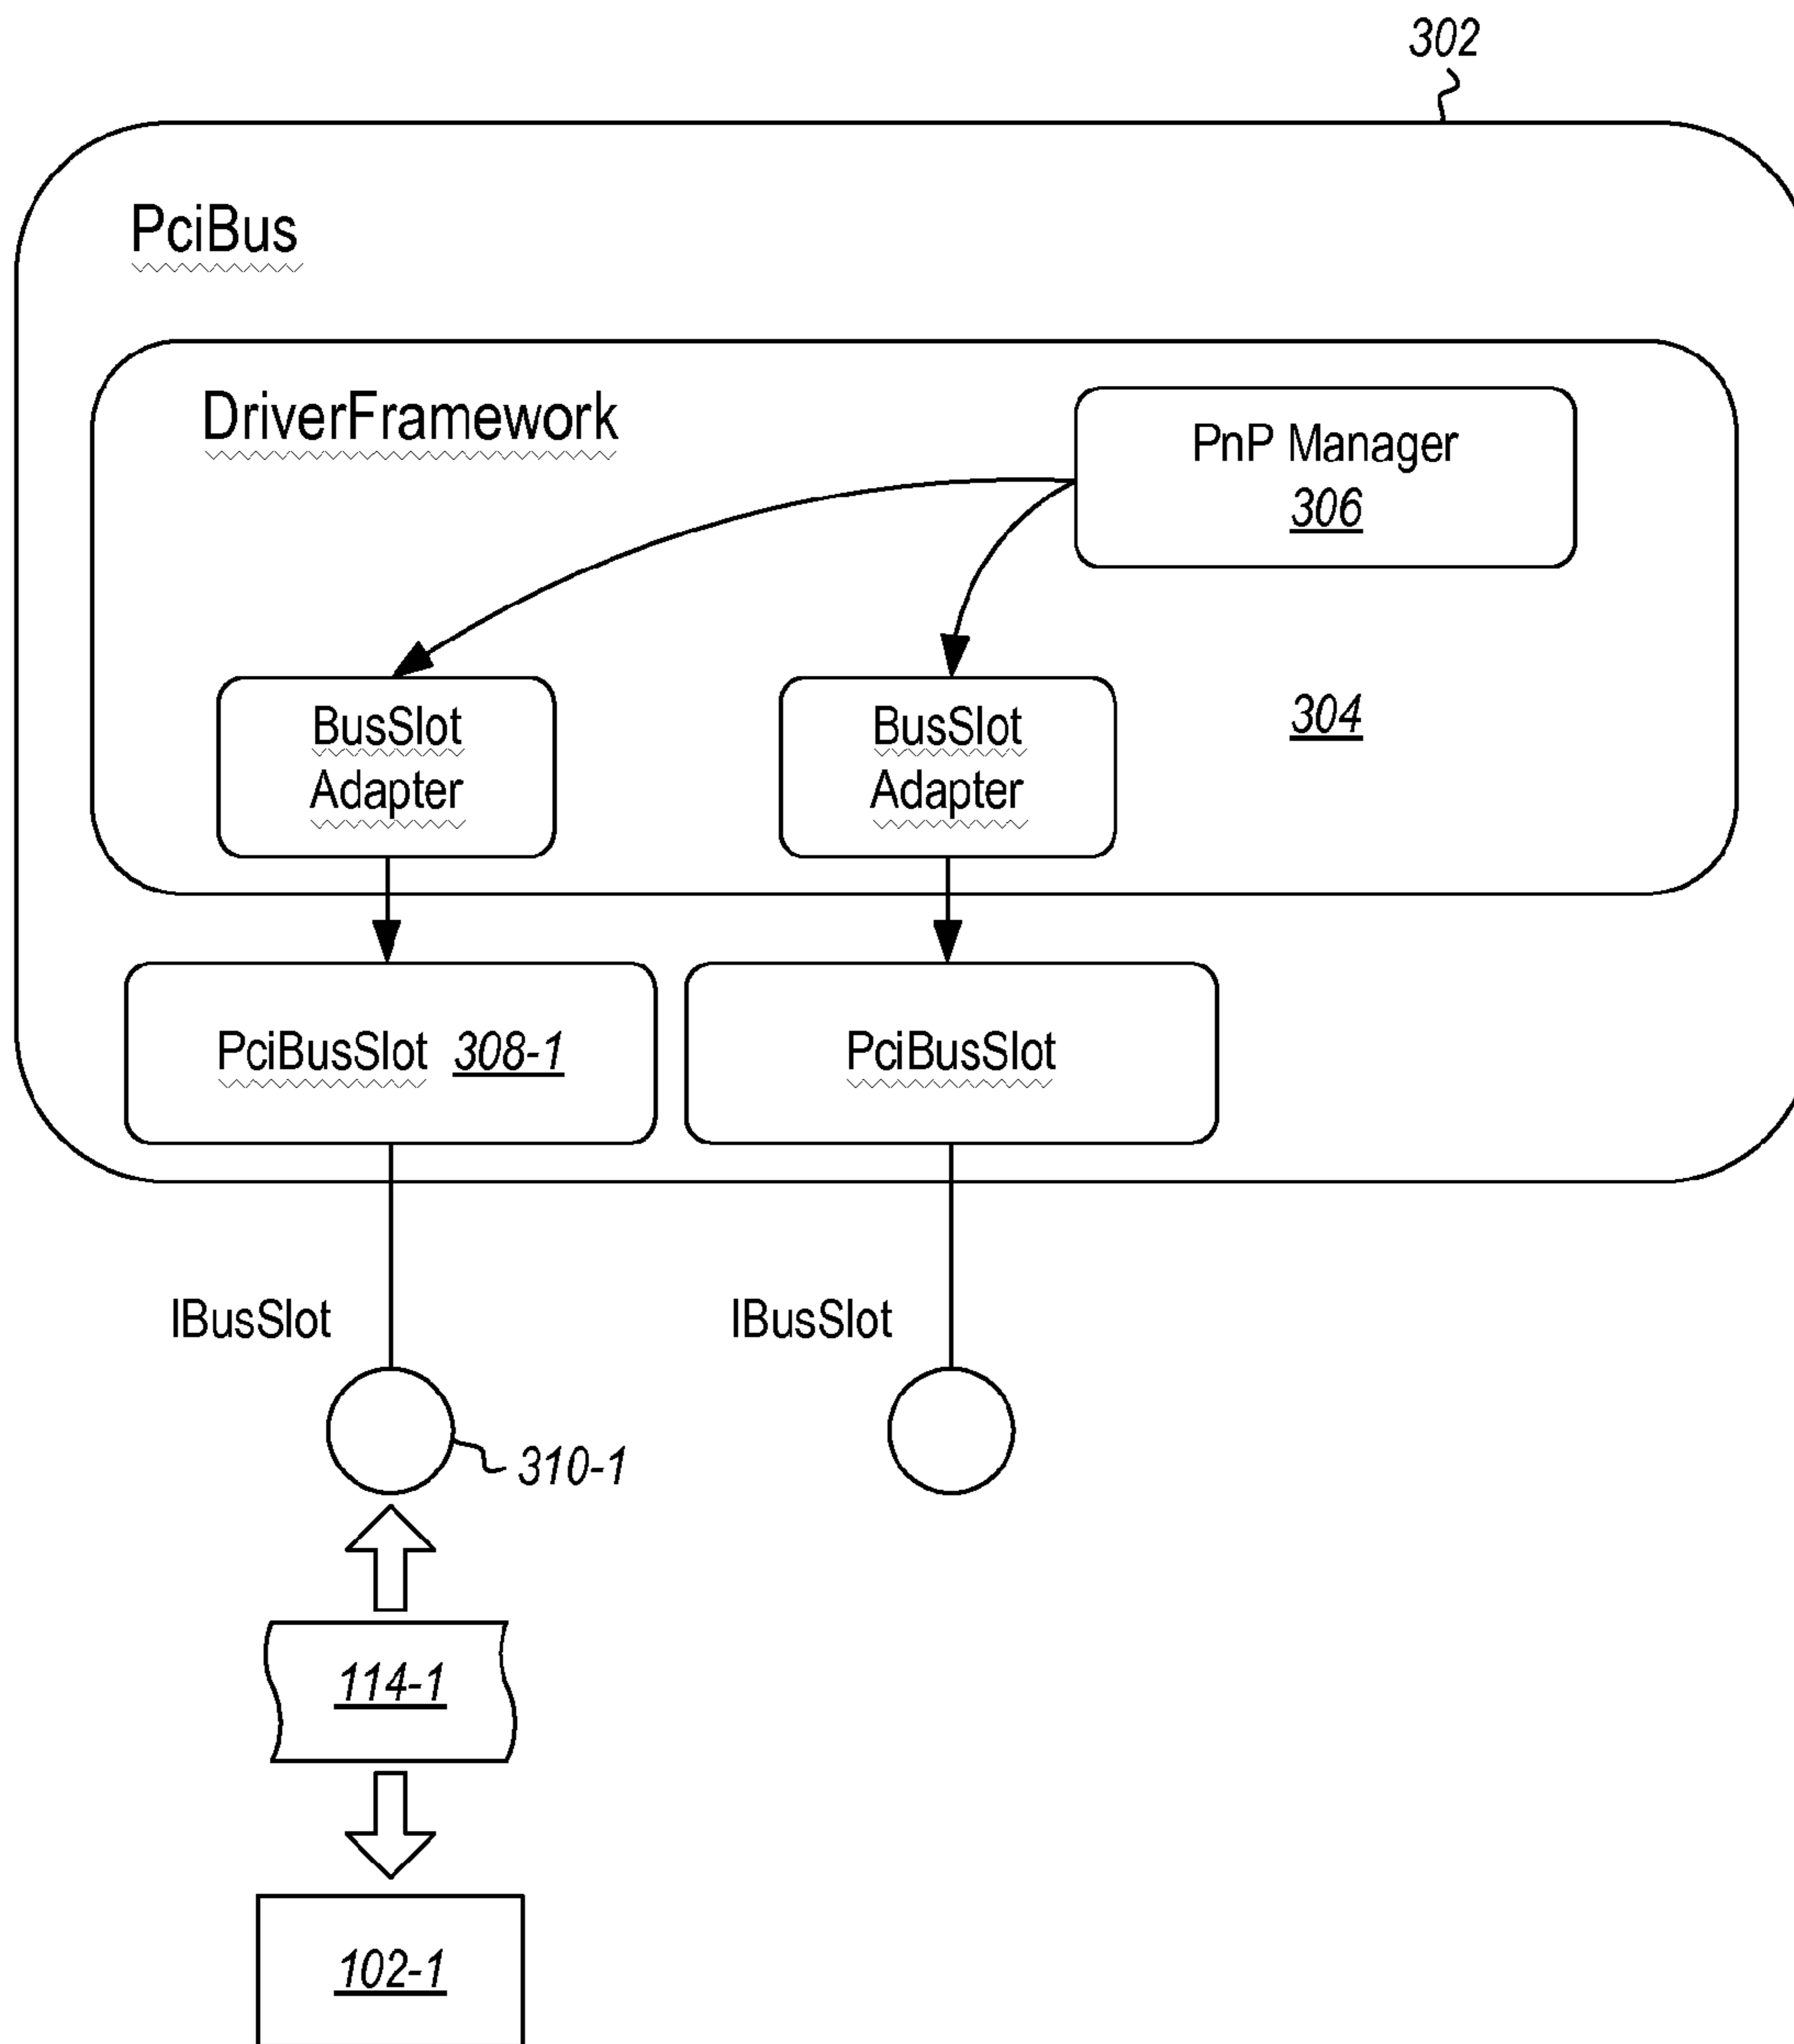 302
PciBus
DriverFramework
PnP Manager
306
BusSlot
Adapter
BusSlot
Adapter
304
PciBusSlot 308-1
PciBusSlot
IBusSlot
IBusSlot
310-1
114-1
102-1